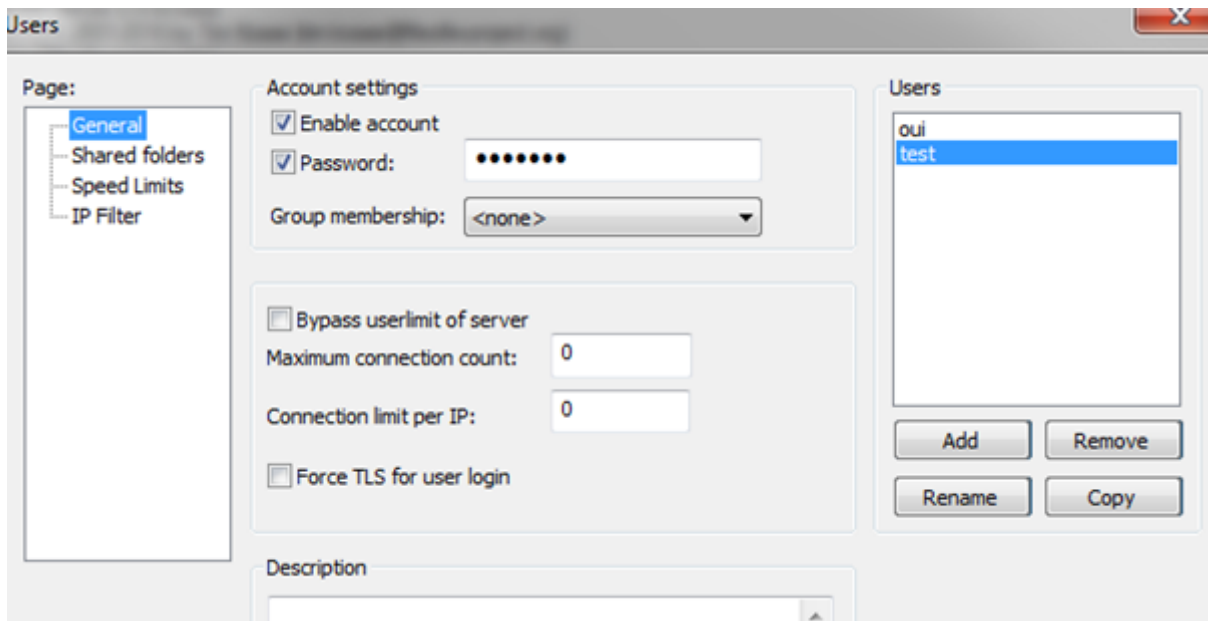 Users
Page:
General
Shared folders
Speed Limits
IP Filter
Account settings
Enable account
Password:
Group membership:
<none>
Bypass userlimit of server
Maximum connection count:
0
Connection limit per IP:
0
Force TLS for user login
Description
Users
oui
test
Add
Remove
Rename
Copy